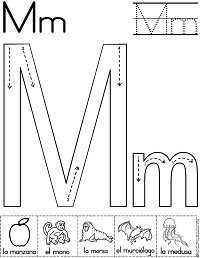 Mm
Mm
Mm
la manzana
el mono
la morsa
el murciélago
la medusa